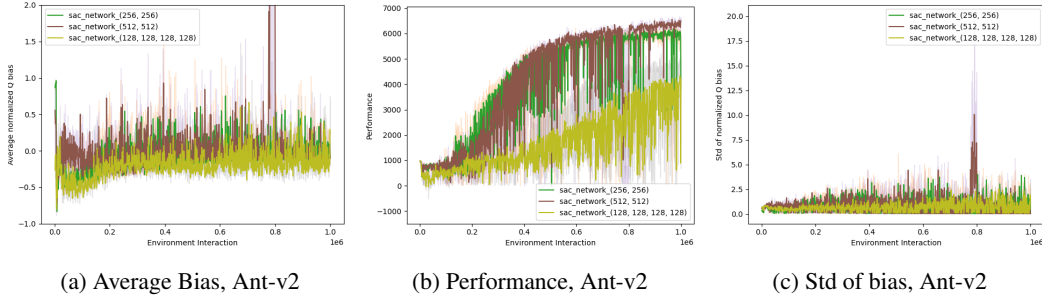 sac_network_(256, 256)
sac_network_(512, 512)
sac_network_(128, 128, 128, 128)
Average normalized Q bias
2.0
1.5
1.0
0.5
0.0
−0.5
−1.0
0.0
0.2
0.4
0.6
0.8
1.0
1e6
Environment Interaction
(a) Average Bias, Ant-v2
Performance
7000
6000
5000
4000
3000
2000
1000
0
−1000
sac_network_(256, 256)
sac_network_(512, 512)
sac_network_(128, 128, 128, 128)
0.0
0.2
0.4
0.6
0.8
1.0
1e6
Environment Interaction
(b) Performance, Ant-v2
sac_network_(256, 256)
sac_network_(512, 512)
sac_network_(128, 128, 128, 128)
Std of normalized Q bias
20.0
17.5
15.0
12.5
10.0
7.5
5.0
2.5
0.0
0.0
0.2
0.4
0.6
0.8
1.0
1e6
Environment Interaction
(c) Std of bias, Ant-v2